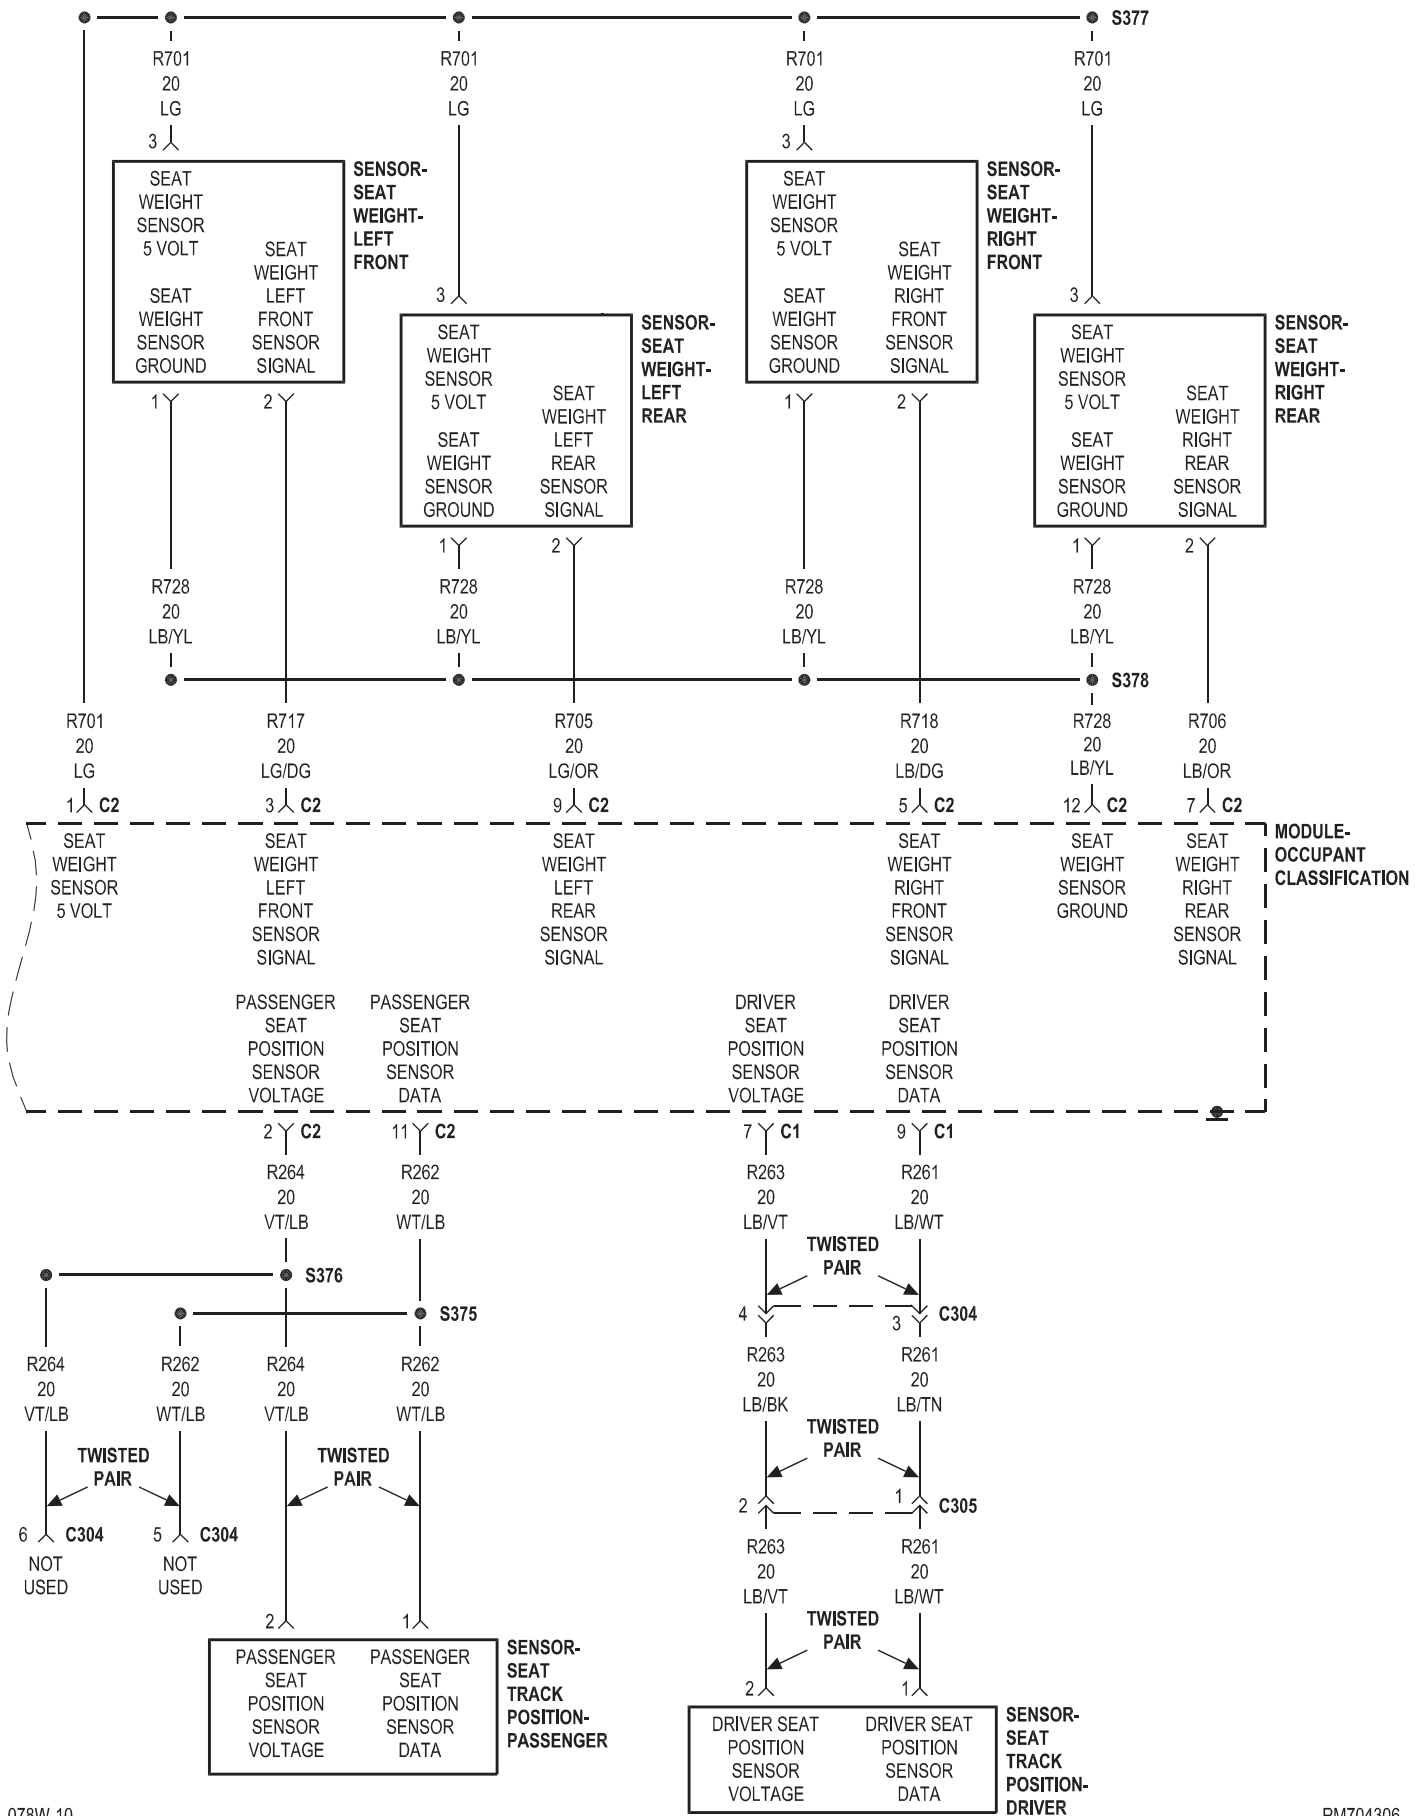 S377
R701 R701 R701 R701
20 20 20 20
LG LG LG LG
3 3
SEAT
WEIGHT
SENSOR
5 VOLT
SEAT
WEIGHT
SENSOR
GROUND
SEAT
WEIGHT
LEFT
FRONT
SENSOR
SIGNAL
SENSOR-
SEAT
WEIGHT-
LEFT
FRONT
SEAT
WEIGHT
SENSOR
5 VOLT
SEAT
WEIGHT
SENSOR
GROUND
SEAT
WEIGHT
RIGHT
FRONT
SENSOR
SIGNAL
SENSOR-
SEAT
WEIGHT-
RIGHT
FRONT
3 3
SEAT
WEIGHT
SENSOR
5 VOLT
SEAT
WEIGHT
SENSOR
GROUND
SEAT
WEIGHT
LEFT
REAR
SENSOR
SIGNAL
SENSOR-
SEAT
WEIGHT-
LEFT
REAR
SEAT
WEIGHT
SENSOR
5 VOLT
SEAT
WEIGHT
SENSOR
GROUND
SEAT
WEIGHT
RIGHT
REAR
SENSOR
SIGNAL
SENSOR-
SEAT
WEIGHT-
RIGHT
REAR
1 2 1 2
1 2 1 2
R728 R728 R728 R728
20 20 20 20
LB/YL LB/YL LB/YL LB/YL
S378
R701 R717 R705 R718 R728 R706
20 20 20 20 20 20
LG LG/DG LG/OR LB/DG LB/YL LB/OR
1 C2 3 C2 9 C2 5 C2 12 C2 7 C2
MODULE-
OCCUPANT
CLASSIFICATION
SEAT
WEIGHT
SENSOR
5 VOLT
SEAT
WEIGHT
LEFT
FRONT
SENSOR
SIGNAL
SEAT
WEIGHT
LEFT
REAR
SENSOR
SIGNAL
SEAT
WEIGHT
RIGHT
FRONT
SENSOR
SIGNAL
SEAT
WEIGHT
SENSOR
GROUND
SEAT
WEIGHT
RIGHT
REAR
SENSOR
SIGNAL
PASSENGER
SEAT
POSITION
SENSOR
VOLTAGE
PASSENGER
SEAT
POSITION
SENSOR
DATA
DRIVER
SEAT
POSITION
SENSOR
VOLTAGE
DRIVER
SEAT
POSITION
SENSOR
DATA
2 C2 11 C2 7 C1 9 C1
R264 R262 R263 R261
20 20 20 20
VT/LB WT/LB LB/VT LB/WT
TWISTED
PAIR
S376
S375
4 3 C304
R264 R262 R264 R262
20 20 20 20
VT/LB WT/LB VT/LB WT/LB
R263 R261
20 20
LB/BK LB/TN
TWISTED
PAIR
TWISTED
PAIR
TWISTED
PAIR
2 1 C305
6 C304 5 C304
NOT NOT
USED USED
R263 R261
20 20
LB/VT LB/WT
TWISTED
PAIR
2 1
PASSENGER
SEAT
POSITION
SENSOR
VOLTAGE
PASSENGER
SEAT
POSITION
SENSOR
DATA
SENSOR-
SEAT
TRACK
POSITION-
PASSENGER
2 1
DRIVER SEAT
POSITION
SENSOR
VOLTAGE
DRIVER SEAT
POSITION
SENSOR
DATA
SENSOR-
SEAT
TRACK
POSITION-
DRIVER
078W-10
RM704306